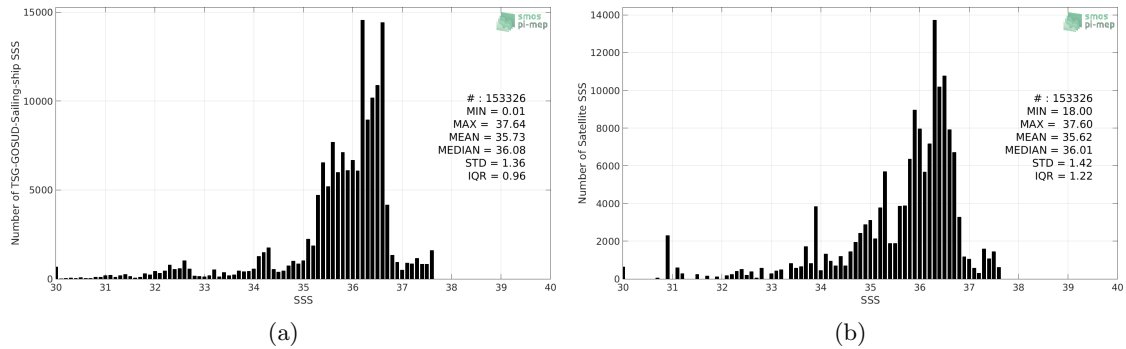 15000
10000
5000
0
30 31 32 33 34 35 36 37 38 39 40
SSS
Number of TSG-GOSUD-Sailing-ship SSS
smos
pi-mep
# : 153326
MIN = 0.01
MAX = 37.64
MEAN = 35.73
MEDIAN = 36.08
STD = 1.36
IQR = 0.96
(a)
14000
12000
10000
8000
6000
4000
2000
0
30 31 32 33 34 35 36 37 38 39 40
SSS
Number of Satellite SSS
smos
pi-mep
# : 153326
MIN = 18.00
MAX = 37.60
MEAN = 35.62
MEDIAN = 36.01
STD = 1.42
IQR = 1.22
(b)